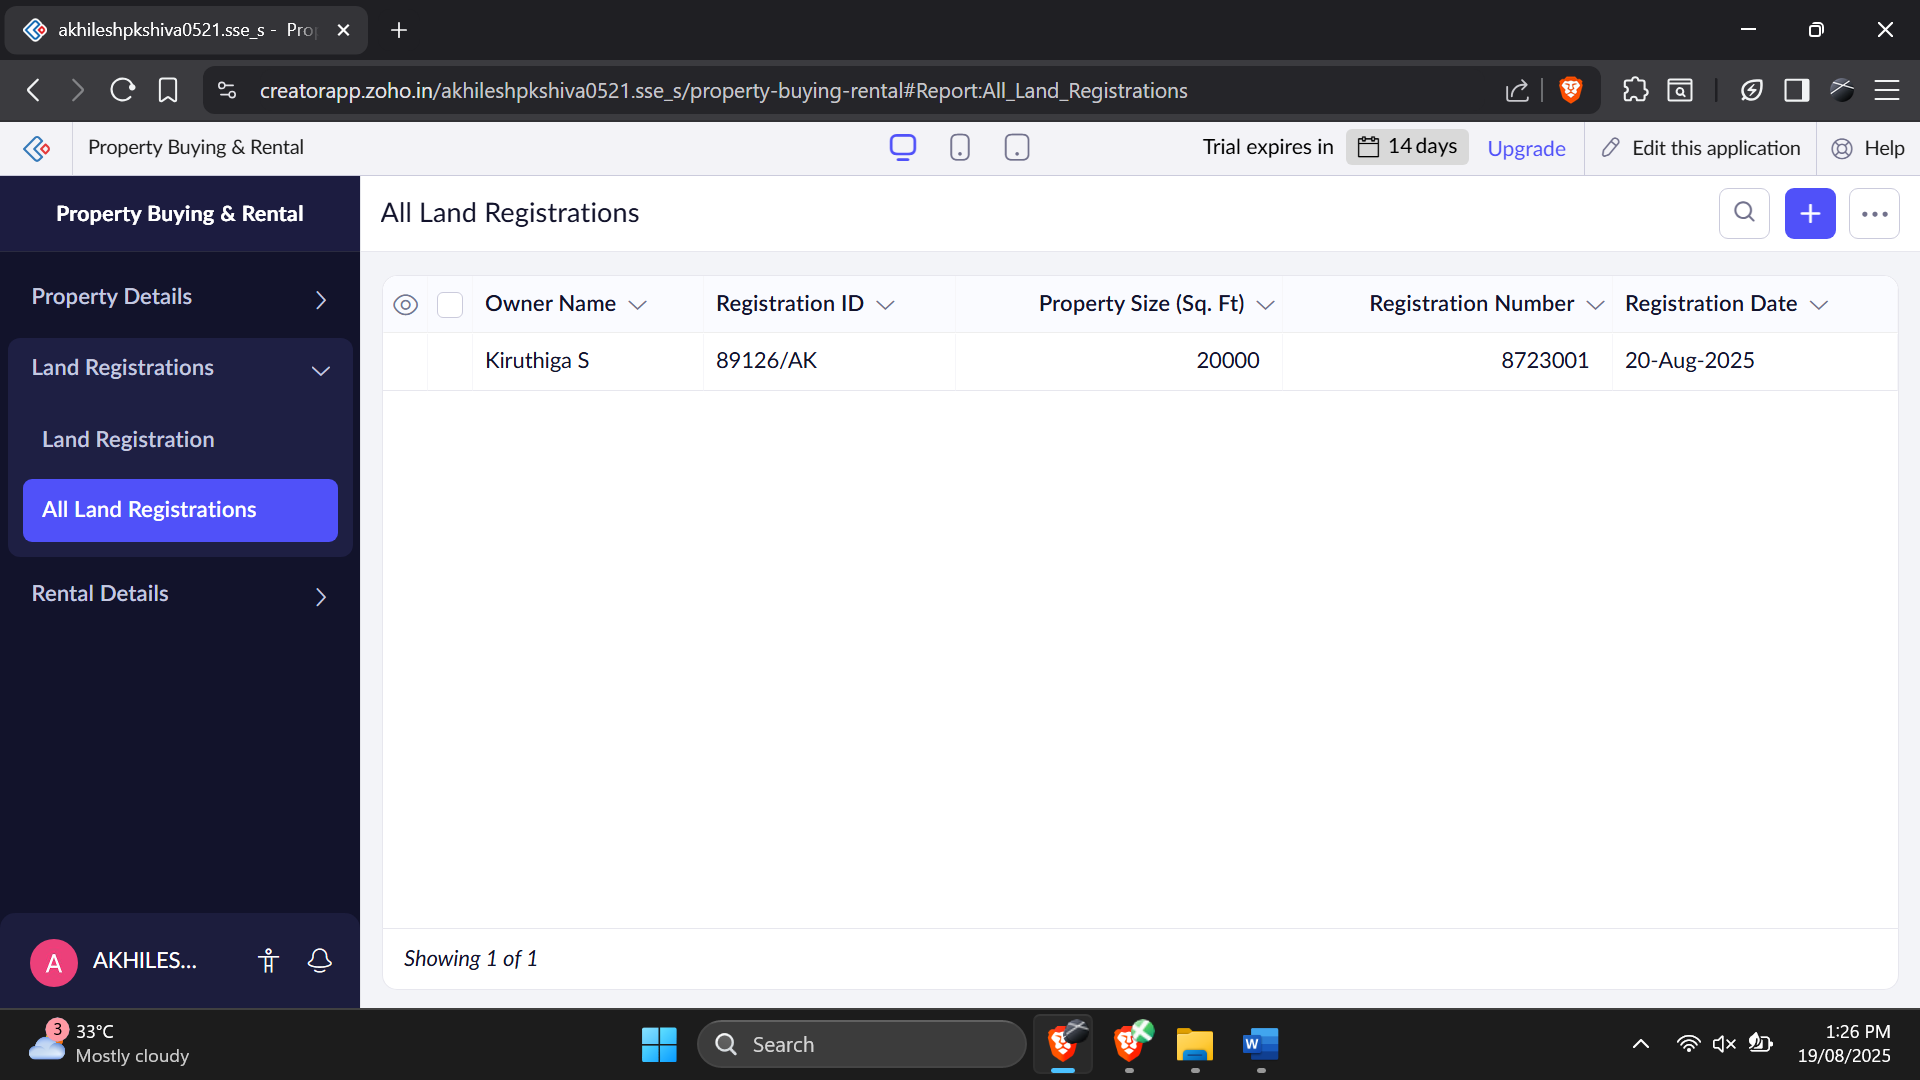 akhileshpkshiva0521.sse_s - Pro
creatorapp.zoho.in/akhileshpkshiva0521.sse_s/property-buying-rental#Report:All_Land_Registrations
Property Buying & Rental
Trial expires in 14 days Upgrade Edit this application Help
Property Buying & Rental
Property Details
Land Registrations
Land Registration
All Land Registrations
Rental Details
AKHILES...
A
All Land Registrations
Owner Name Registration ID Property Size (Sq. Ft) Registration Number Registration Date
Kiruthiga S 89126/AK 20000 8723001 20-Aug-2025
Showing 1 of 1
3
33°C
Mostly cloudy
Search
W
1:26 PM
19/08/2025